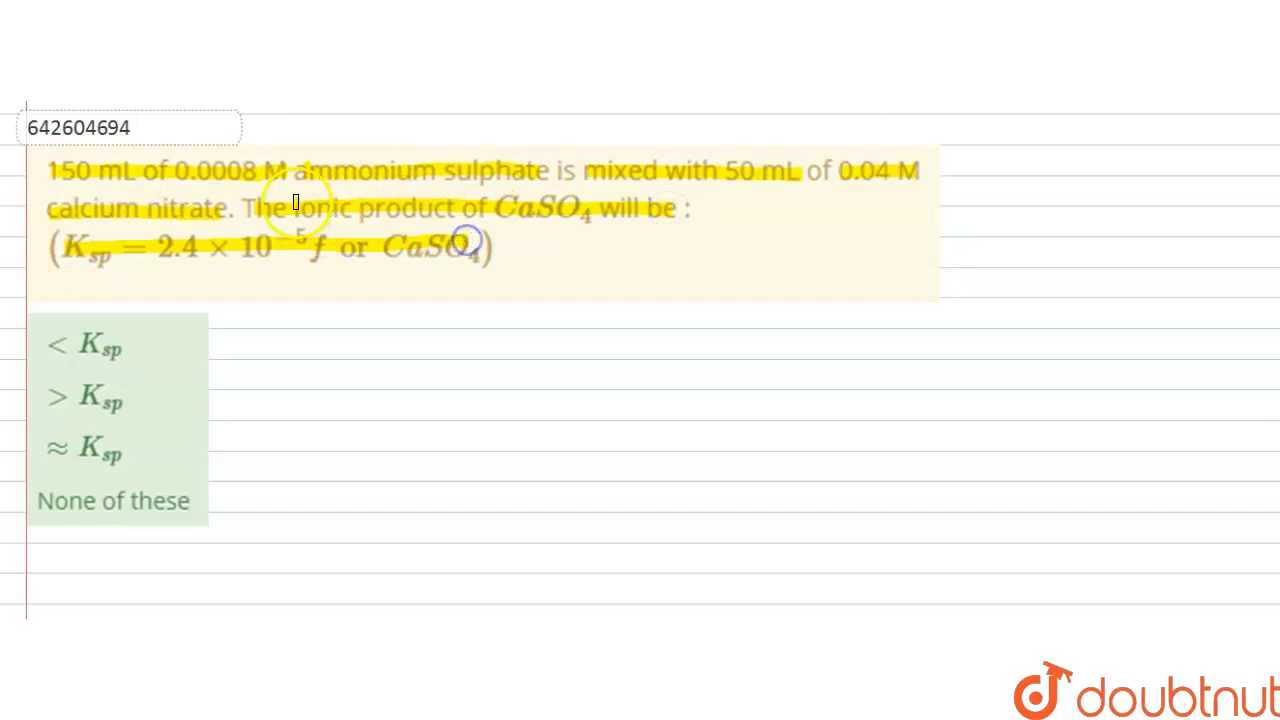 642604694
150 mL of 0.0008 M ammonium sulphate is mixed with 50 mL of 0.04 M
calcium nitrate. The ionic product of CaSO₄ will be :
(Kₛₚ = 2.4 × 10⁻⁵ f or CaSO₄)
< Kₛₚ
> Kₛₚ
≈ Kₛₚ
None of these
doubtnut